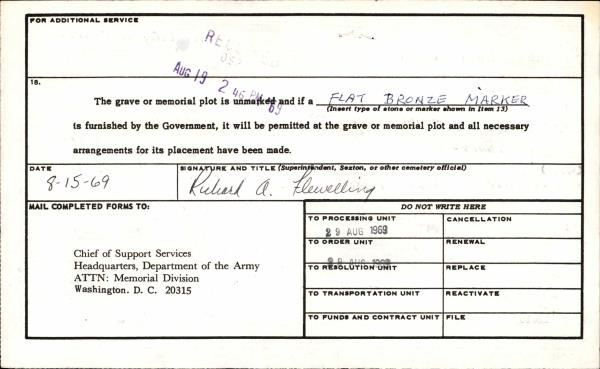 FOR ADDITIONAL SERVICE
AUG 19 2 46 PM '69
18.
The grave or memorial plot is unmarked and if a FLAT BRONZE MARKER
(Insert type of stone or marker shown in Item 13)
is furnished by the Government, it will be permitted at the grave or memorial plot and all necessary
arrangements for its placement have been made.
DATE
8-15-69
SIGNATURE AND TITLE (Superintendent, Sexton, or other cemetery official)
Richard A. Flewelling
MAIL COMPLETED FORMS TO:
Chief of Support Services
Headquarters, Department of the Army
ATTN: Memorial Division
Washington. D. C. 20315
DO NOT WRITE HERE
TO PROCESSING UNIT
29 AUG 1969
CANCELLATION
TO ORDER UNIT
RENEWAL
TO RESOLUTION UNIT
REPLACE
TO TRANSPORTATION UNIT
REACTIVATE
TO FUNDS AND CONTRACT UNIT
FILE